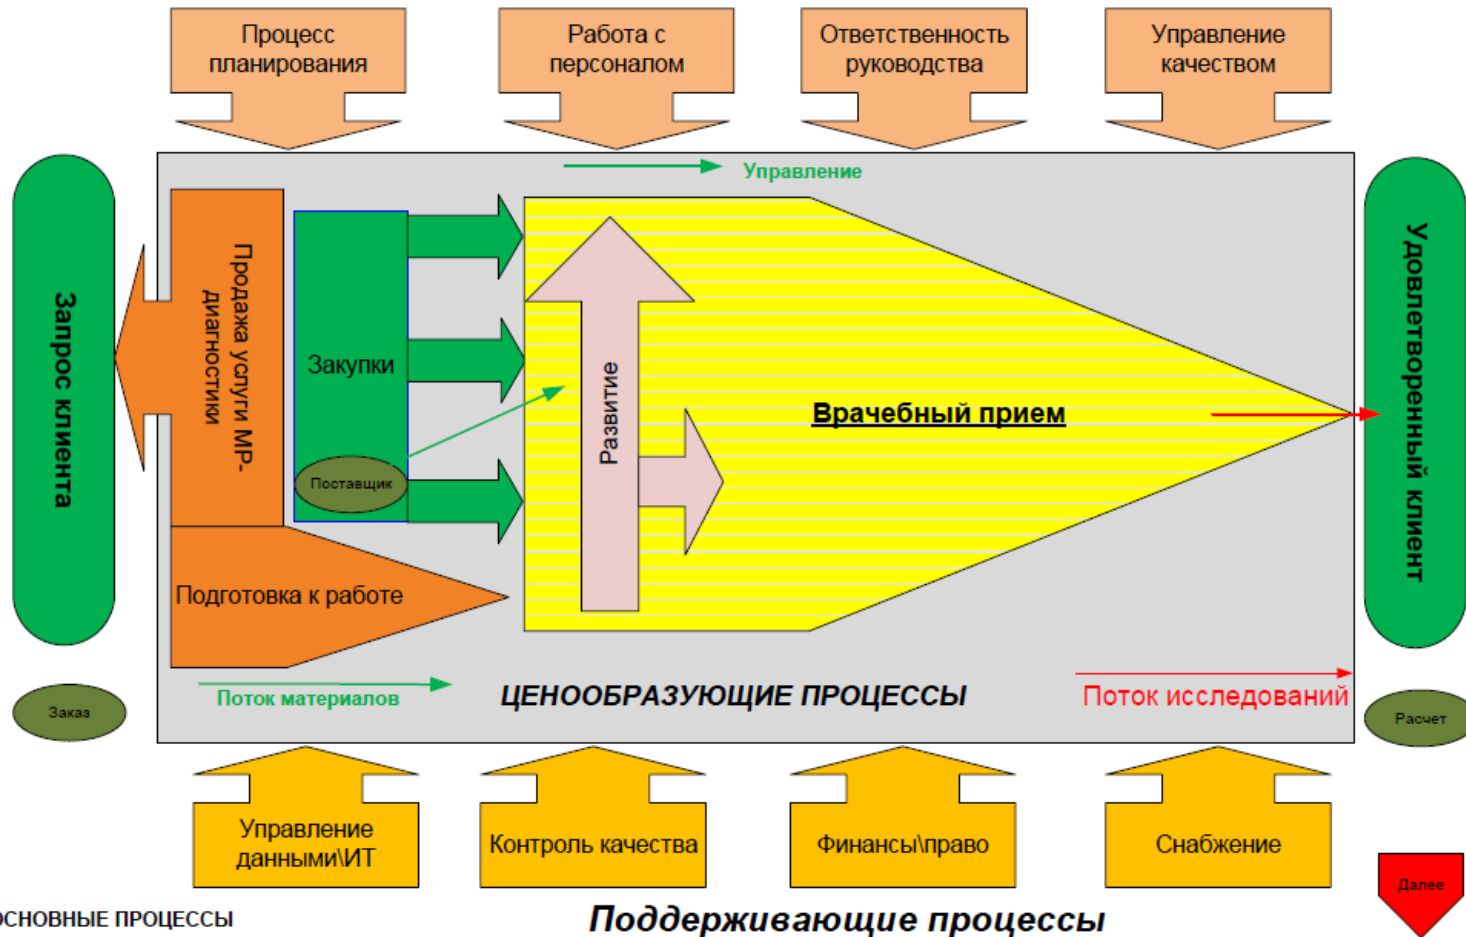 Процесс
планирования
Работа с
персоналом
Ответственность
руководства
Управление
качеством
Управление
Запрос клиента
Продажа услуги МР-
диагностики
Закупки
Поставщик
Развитие
Врачебный прием
Удовлетворенный клиент
Подготовка к работе
Поток материалов
ЦЕНООБРАЗУЮЩИЕ ПРОЦЕССЫ
Поток исследований
Заказ
Расчет
Управление
данными\ИТ
Контроль качества
Финансы\право
Снабжение
Далее
ОСНОВНЫЕ ПРОЦЕССЫ
Поддерживающие процессы